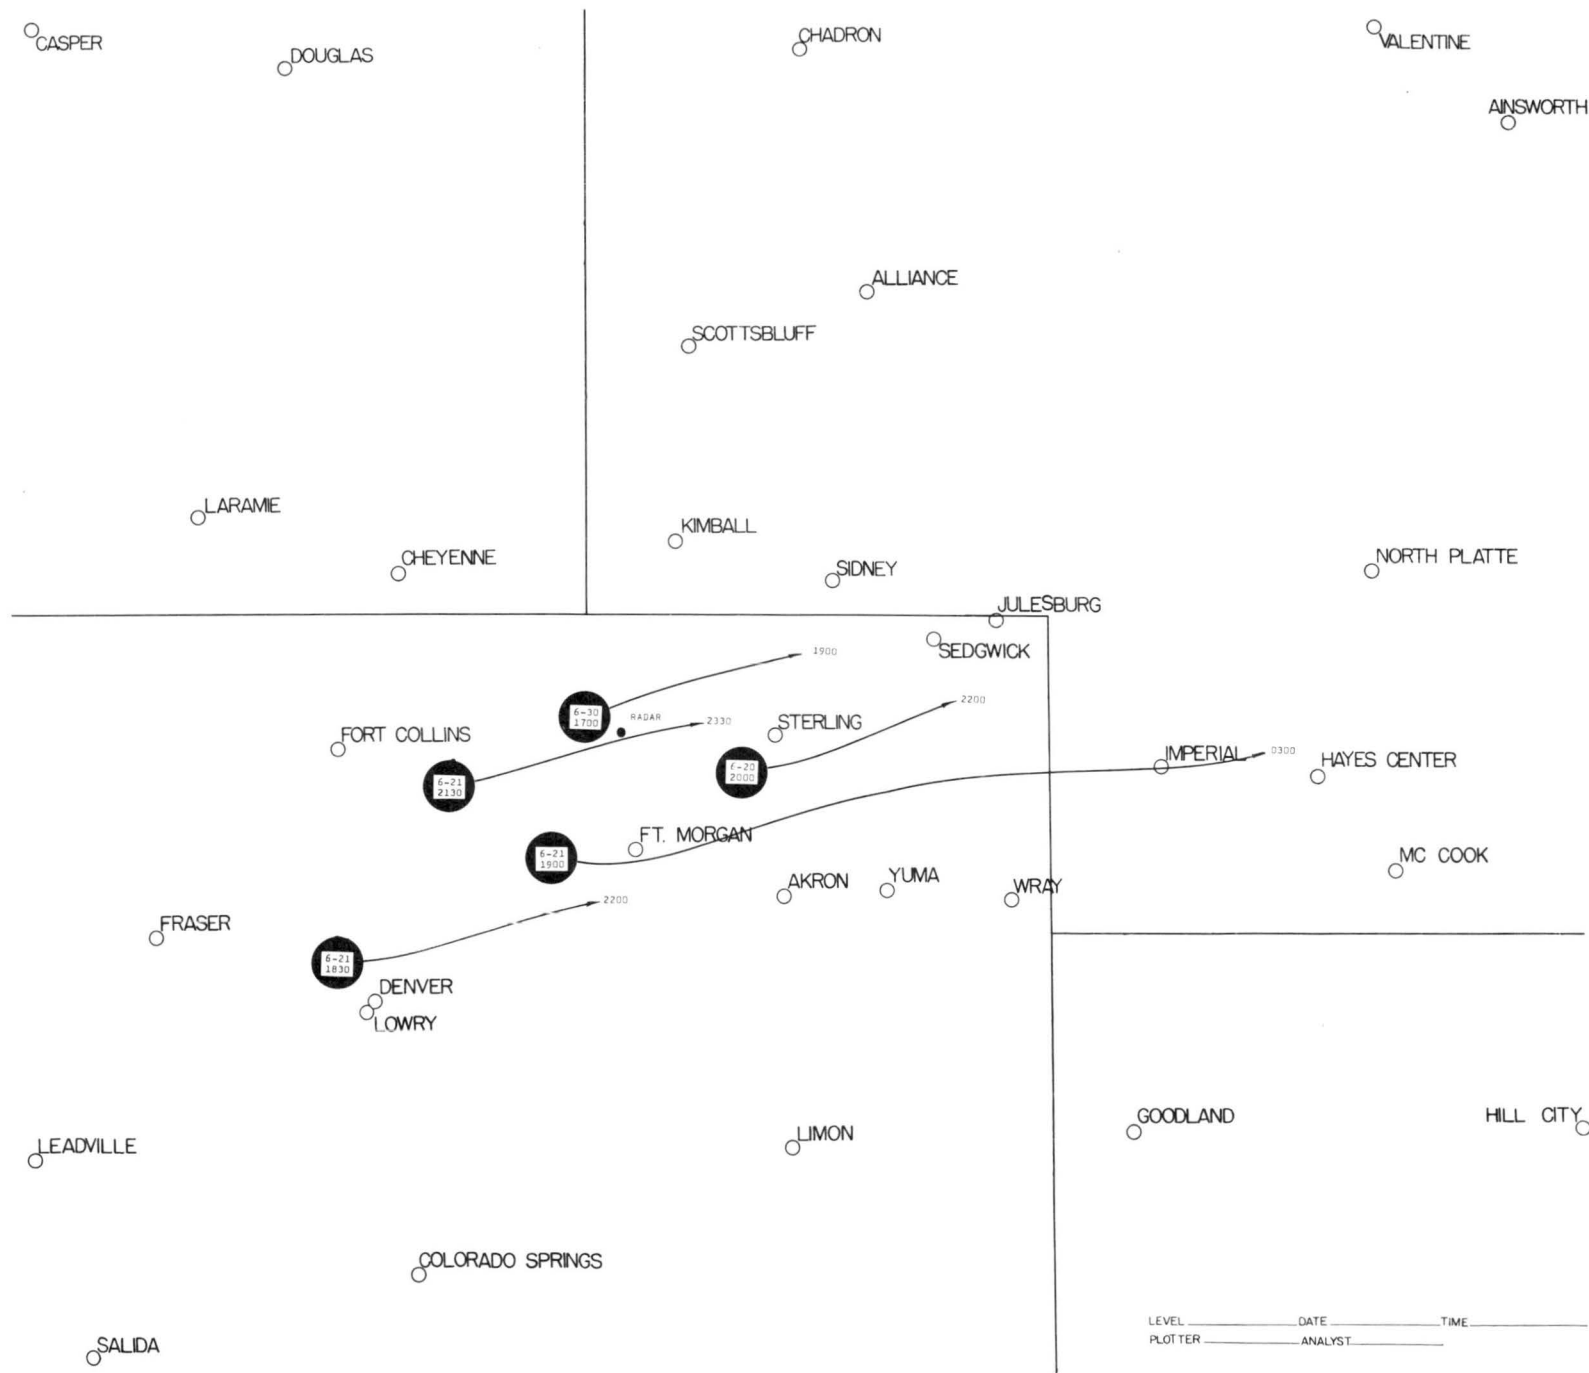 CASPER
DOUGLAS
CHADRON
VALENTINE
AINSWORTH
ALLIANCE
SCOTTSBLUFF
LARAMIE
CHEYENNE
KIMBALL
SIDNEY
NORTH PLATTE
JULESBURG
SEDGWICK
1900
6-30
1700
RADAR
2330
2200
FORT COLLINS
STERLING
6-21
2130
6-20
2000
IMPERIAL
0300
HAYES CENTER
FT. MORGAN
6-21
1900
AKRON
YUMA
WRAY
MC COOK
FRASER
2200
6-21
1830
DENVER
LOWRY
LEADVILLE
LIMON
GOODLAND
HILL CITY
COLORADO SPRINGS
SALIDA
LEVEL DATE TIME
PLOTTER ANALYST